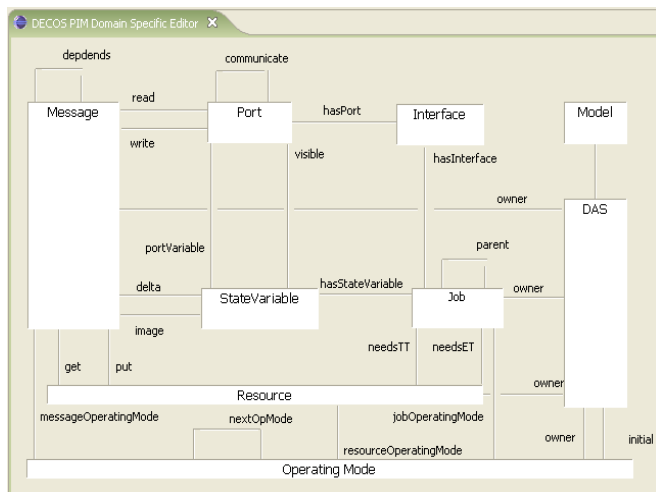 DECOS PIM Domain Specific Editor
depdends
communicate
read
hasPort
Message
Port
Interface
Model
write
visible
hasInterface
owner
DAS
portVariable
parent
delta
hasStateVariable
owner
StateVariable
Job
image
needsTT
needsET
get
put
owner
Resource
messageOperatingMode
nextOpMode
jobOperatingMode
owner
initial
resourceOperatingMode
Operating Mode